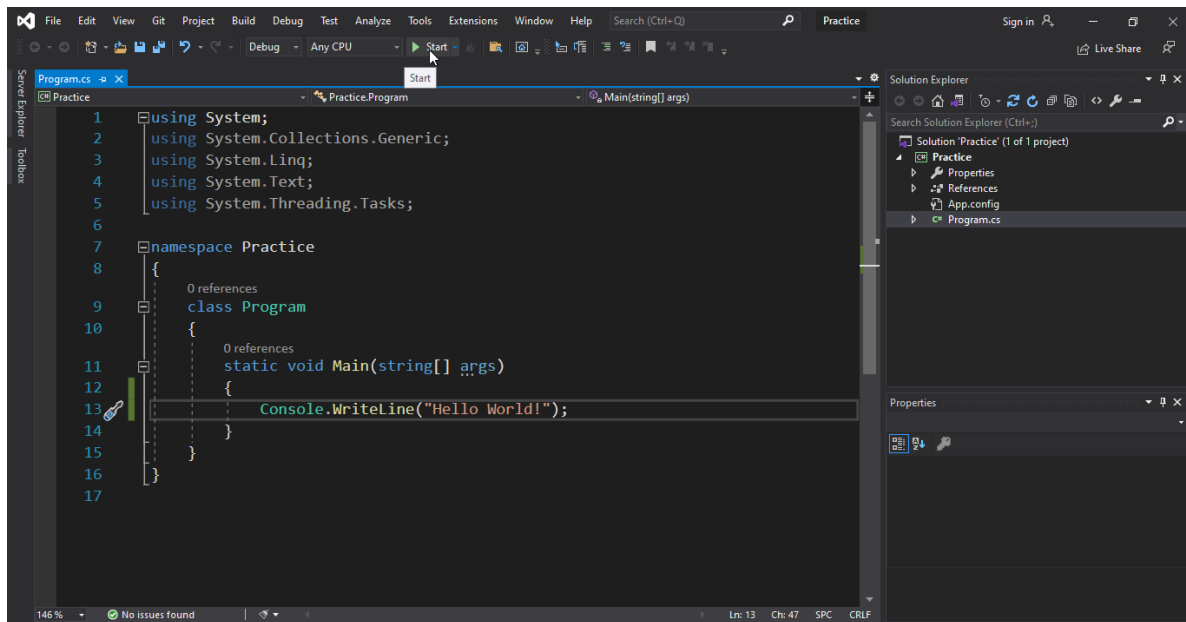 File Edit View Git Project Build Debug Test Analyze Tools Extensions Window Help Search (Ctrl+Q) Practice Sign in
Debug Any CPU Start Live Share
Server Explorer
Toolbox
Program.cs
Start
Practice Practice.Program Main(string[] args)
1 using System;
2 using System.Collections.Generic;
3 using System.Linq;
4 using System.Text;
5 using System.Threading.Tasks;
6
7 namespace Practice
8 {
0 references
9 class Program
10 {
0 references
11 static void Main(string[] args)
12 {
13 Console.WriteLine("Hello World!");
14 }
15 }
16 }
17
146 % No issues found Ln: 13 Ch: 47 SPC CRLF
Solution Explorer
Search Solution Explorer (Ctrl+;)
Solution 'Practice' (1 of 1 project)
C# Practice
Properties
References
App.config
C# Program.cs
Properties